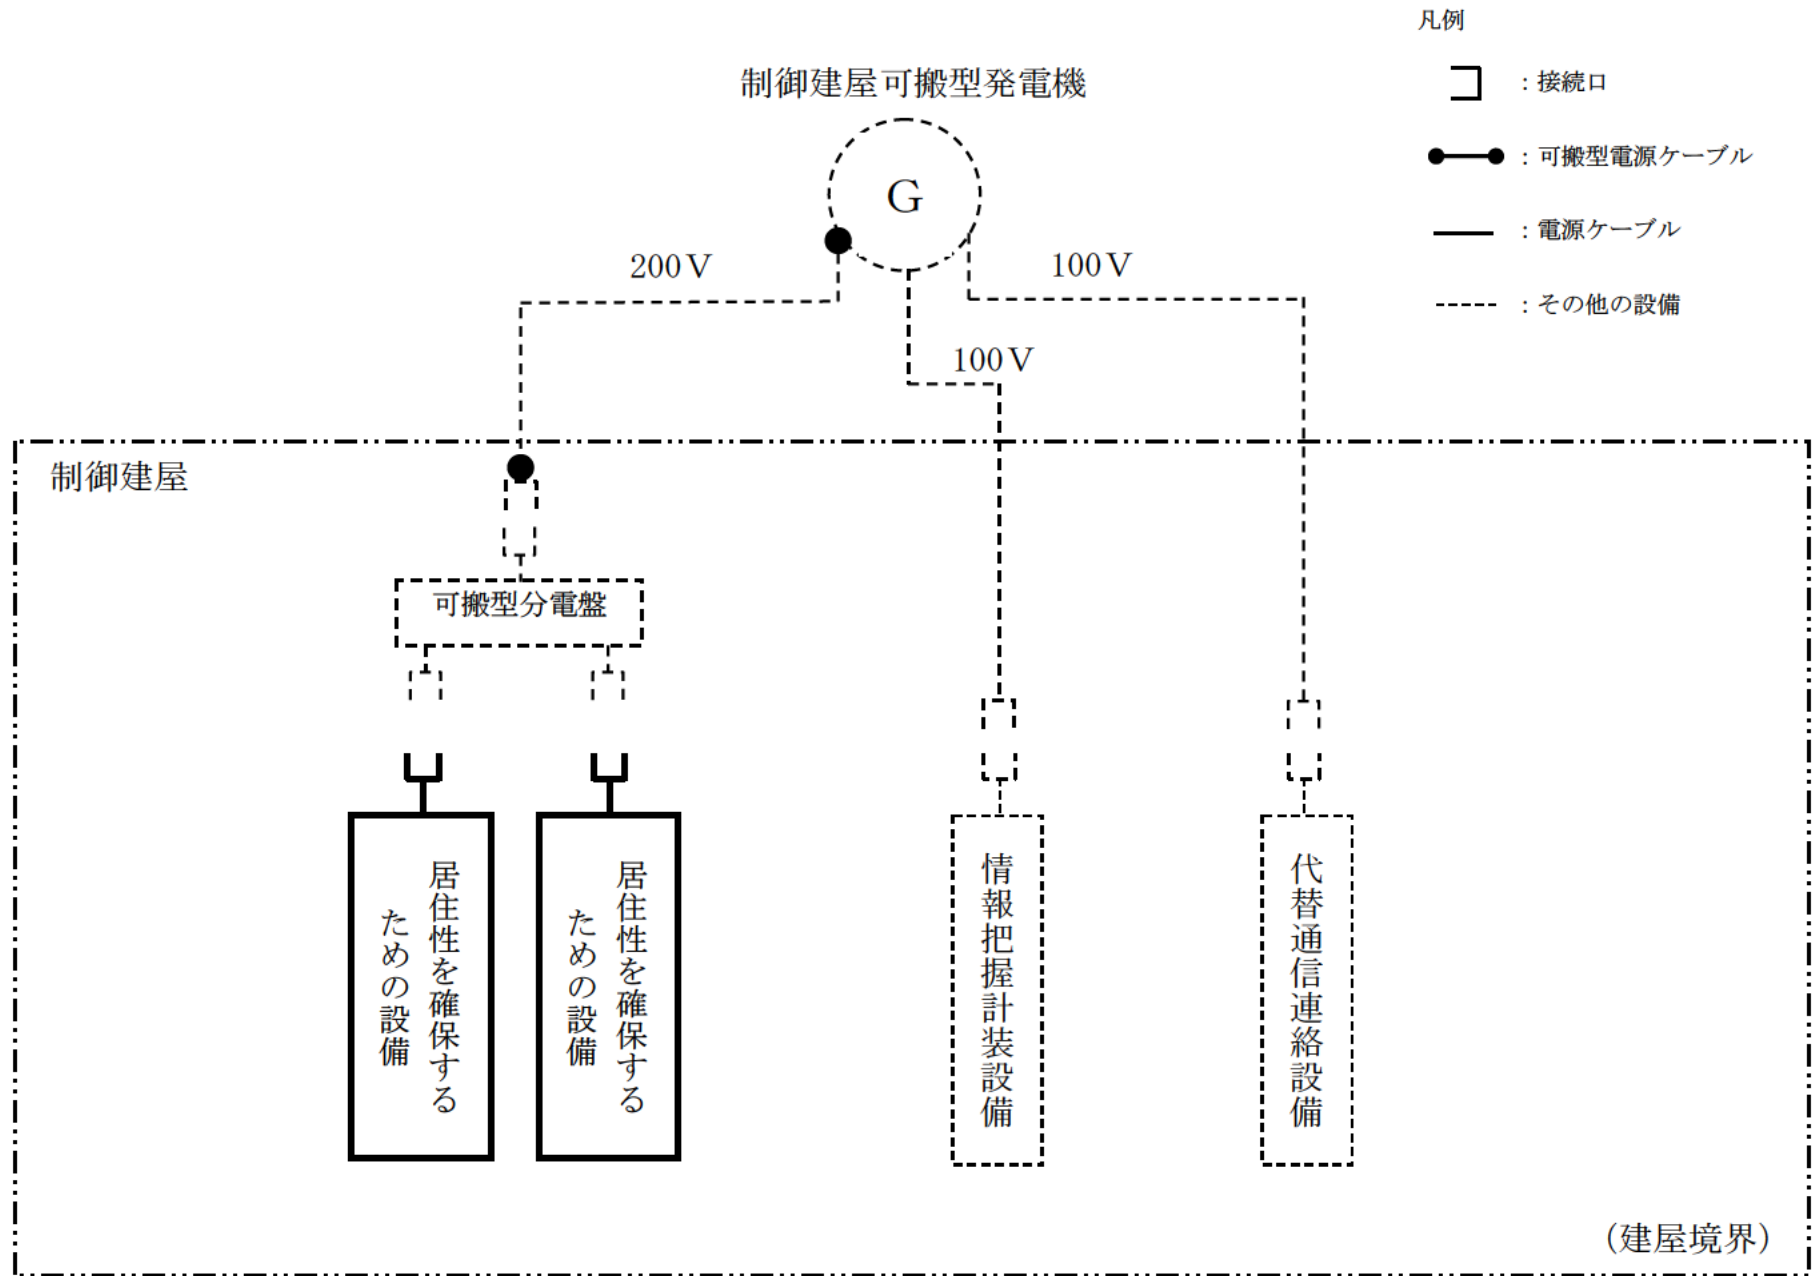 凡例
：接続口
：可搬型電源ケーブル
：電源ケーブル
：その他の設備
制御建屋可搬型発電機
G
200V
100V
100V
制御建屋
可搬型分電盤
居住性を確保する
ための設備
居住性を確保する
ための設備
情報把握計装設備
代替通信連絡設備
（建屋境界）